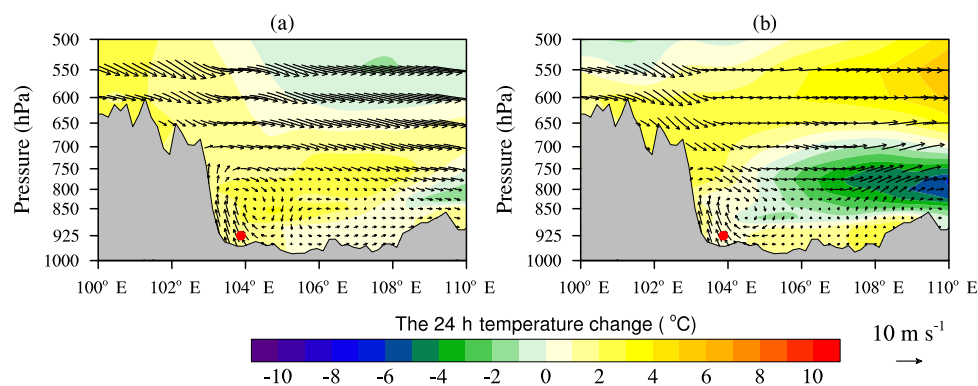 (a) (b)
500 500
550 550
600 600
650 650
700 700
800 800
850 850
925 925
1000 1000
Pressure (hPa) Pressure (hPa)
100° E 102° E 104° E 106° E 108° E 110° E 100° E 102° E 104° E 106° E 108° E 110° E
The 24 h temperature change ( °C)
-10 -8 -6 -4 -2 0 2 4 6 8 10
10 m s⁻¹